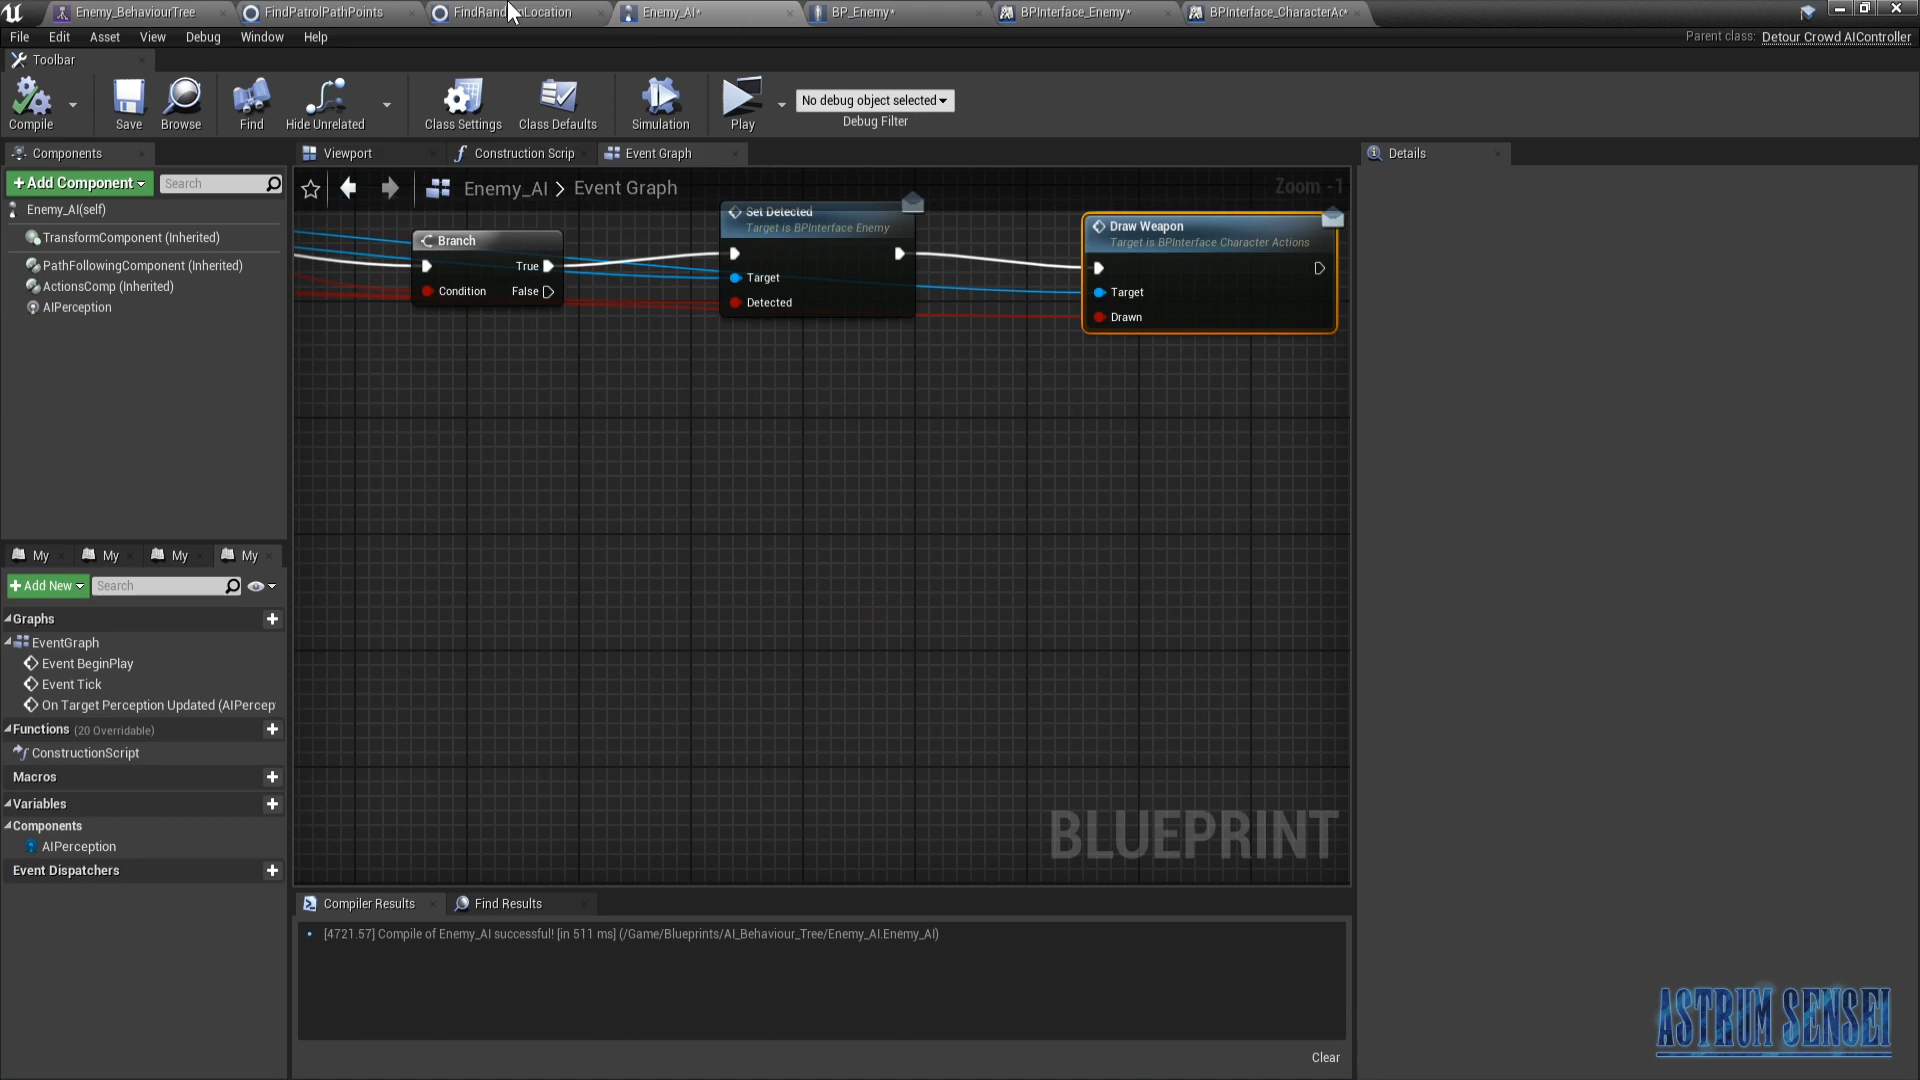 Enemy_BehaviourTree
FindPatrolPathPoints
Enemy_AI*
BP_Enemy*
BPInterface_Enemy*
BPInterface_CharacterAc*
File Edit Asset View Debug Window Help
Parent class: Detour Crowd AIController
Toolbar
Compile
Save
Browse
Find
Hide Unrelated
Class Settings
Class Defaults
Simulation
Play
No debug object selected
Debug Filter
Components
Viewport
Construction Scrip
Event Graph
Details
+Add Component
Search
Enemy_AI > Event Graph
Zoom -1
Enemy_AI(self)
TransformComponent (Inherited)
PathFollowingComponent (Inherited)
ActionsComp (Inherited)
AIPerception
Branch
True
Condition
False
Set Detected
Target is BPInterface Enemy
Target
Detected
Draw Weapon
Target is BPInterface Character Actions
Target
Drawn
My
My
My
My
+Add New
Search
Graphs
EventGraph
Event BeginPlay
Event Tick
On Target Perception Updated (AIPercep
Functions (20 Overridable)
ConstructionScript
Macros
Variables
Components
AIPerception
Event Dispatchers
BLUEPRINT
Compiler Results
Find Results
[4721.57] Compile of Enemy_AI successful! [in 511 ms] (/Game/Blueprints/AI_Behaviour_Tree/Enemy_AI.Enemy_AI)
Clear
ASTRUM SENSEI